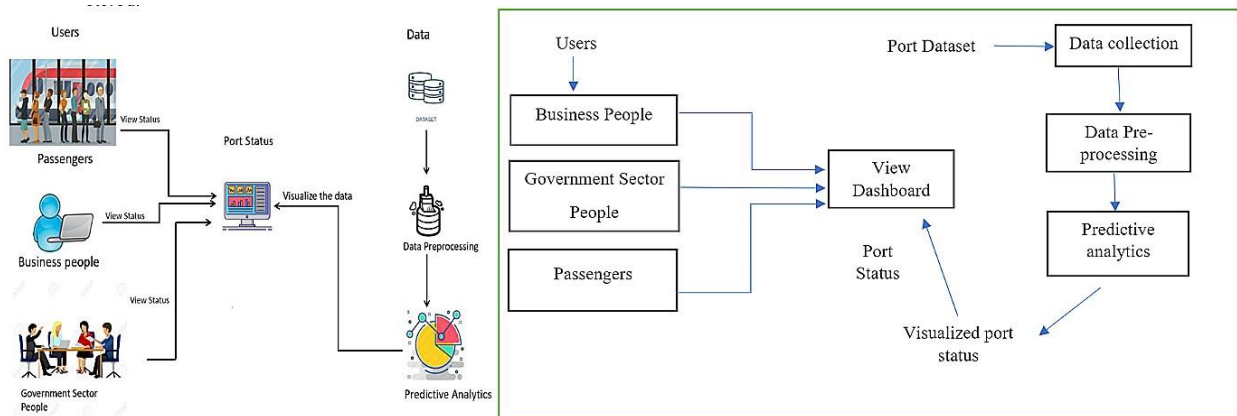 Users
Data
View Status
DATASET
Passengers
Port Status
Visualize the data
View Status
Business people
Data Preprocessing
View Status
Government Sector
People
Predictive Analytics
Users
Port Dataset
Data collection
Business People
Data Pre-
processing
Government Sector
People
View
Dashboard
Predictive
analytics
Passengers
Port
Status
Visualized port
status